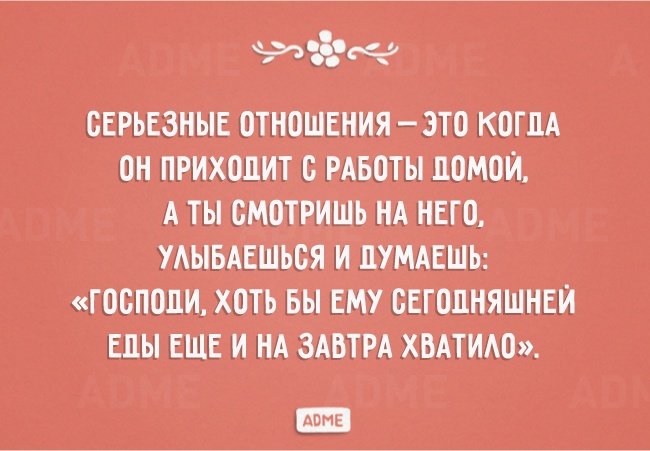 СЕРЬЕЗНЫЕ ОТНОШЕНИЯ – ЭТО КОГДА
ОН ПРИХОДИТ С РАБОТЫ ДОМОЙ,
А ТЫ СМОТРИШЬ НА НЕГО,
УЛЫБАЕШЬСЯ И ДУМАЕШЬ:
«ГОСПОДИ, ХОТЬ БЫ ЕМУ СЕГОДНЯШНЕЙ
ЕДЫ ЕЩЕ И НА ЗАВТРА ХВАТИЛО».
ADME